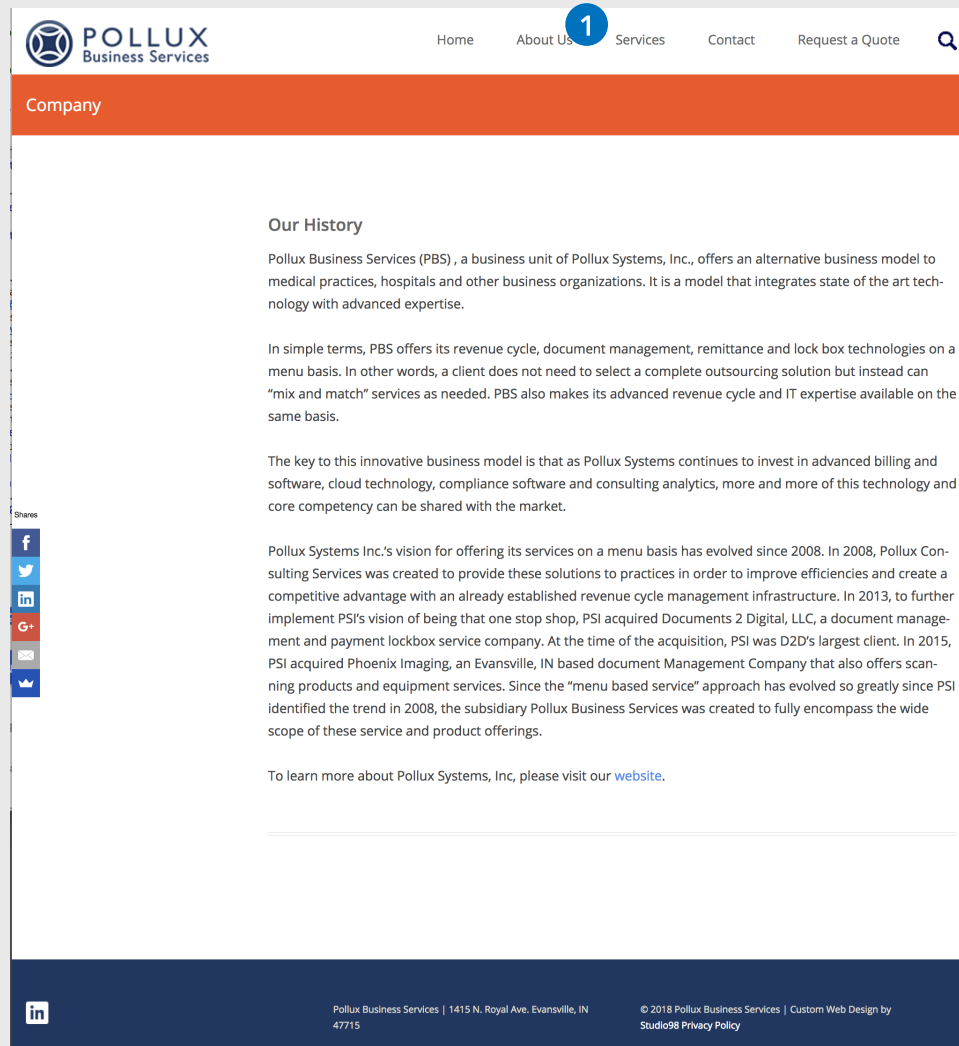 POLLUX
Business Services
Home About Us 1 Services Contact Request a Quote
Company
Our History
Pollux Business Services (PBS) , a business unit of Pollux Systems, Inc., offers an alternative business model to
medical practices, hospitals and other business organizations. It is a model that integrates state of the art tech-
nology with advanced expertise.
In simple terms, PBS offers its revenue cycle, document management, remittance and lock box technologies on a
menu basis. In other words, a client does not need to select a complete outsourcing solution but instead can
“mix and match” services as needed. PBS also makes its advanced revenue cycle and IT expertise available on the
same basis.
The key to this innovative business model is that as Pollux Systems continues to invest in advanced billing and
software, cloud technology, compliance software and consulting analytics, more and more of this technology and
core competency can be shared with the market.
Pollux Systems Inc.’s vision for offering its services on a menu basis has evolved since 2008. In 2008, Pollux Con-
sulting Services was created to provide these solutions to practices in order to improve efficiencies and create a
competitive advantage with an already established revenue cycle management infrastructure. In 2013, to further
implement PSI’s vision of being that one stop shop, PSI acquired Documents 2 Digital, LLC, a document manage-
ment and payment lockbox service company. At the time of the acquisition, PSI was D2D’s largest client. In 2015,
PSI acquired Phoenix Imaging, an Evansville, IN based document Management Company that also offers scan-
ning products and equipment services. Since the “menu based service” approach has evolved so greatly since PSI
identified the trend in 2008, the subsidiary Pollux Business Services was created to fully encompass the wide
scope of these service and product offerings.
To learn more about Pollux Systems, Inc, please visit our website.
Shares
f
in
G+
in
Pollux Business Services | 1415 N. Royal Ave. Evansville, IN
47715
© 2018 Pollux Business Services | Custom Web Design by
Studio98 Privacy Policy